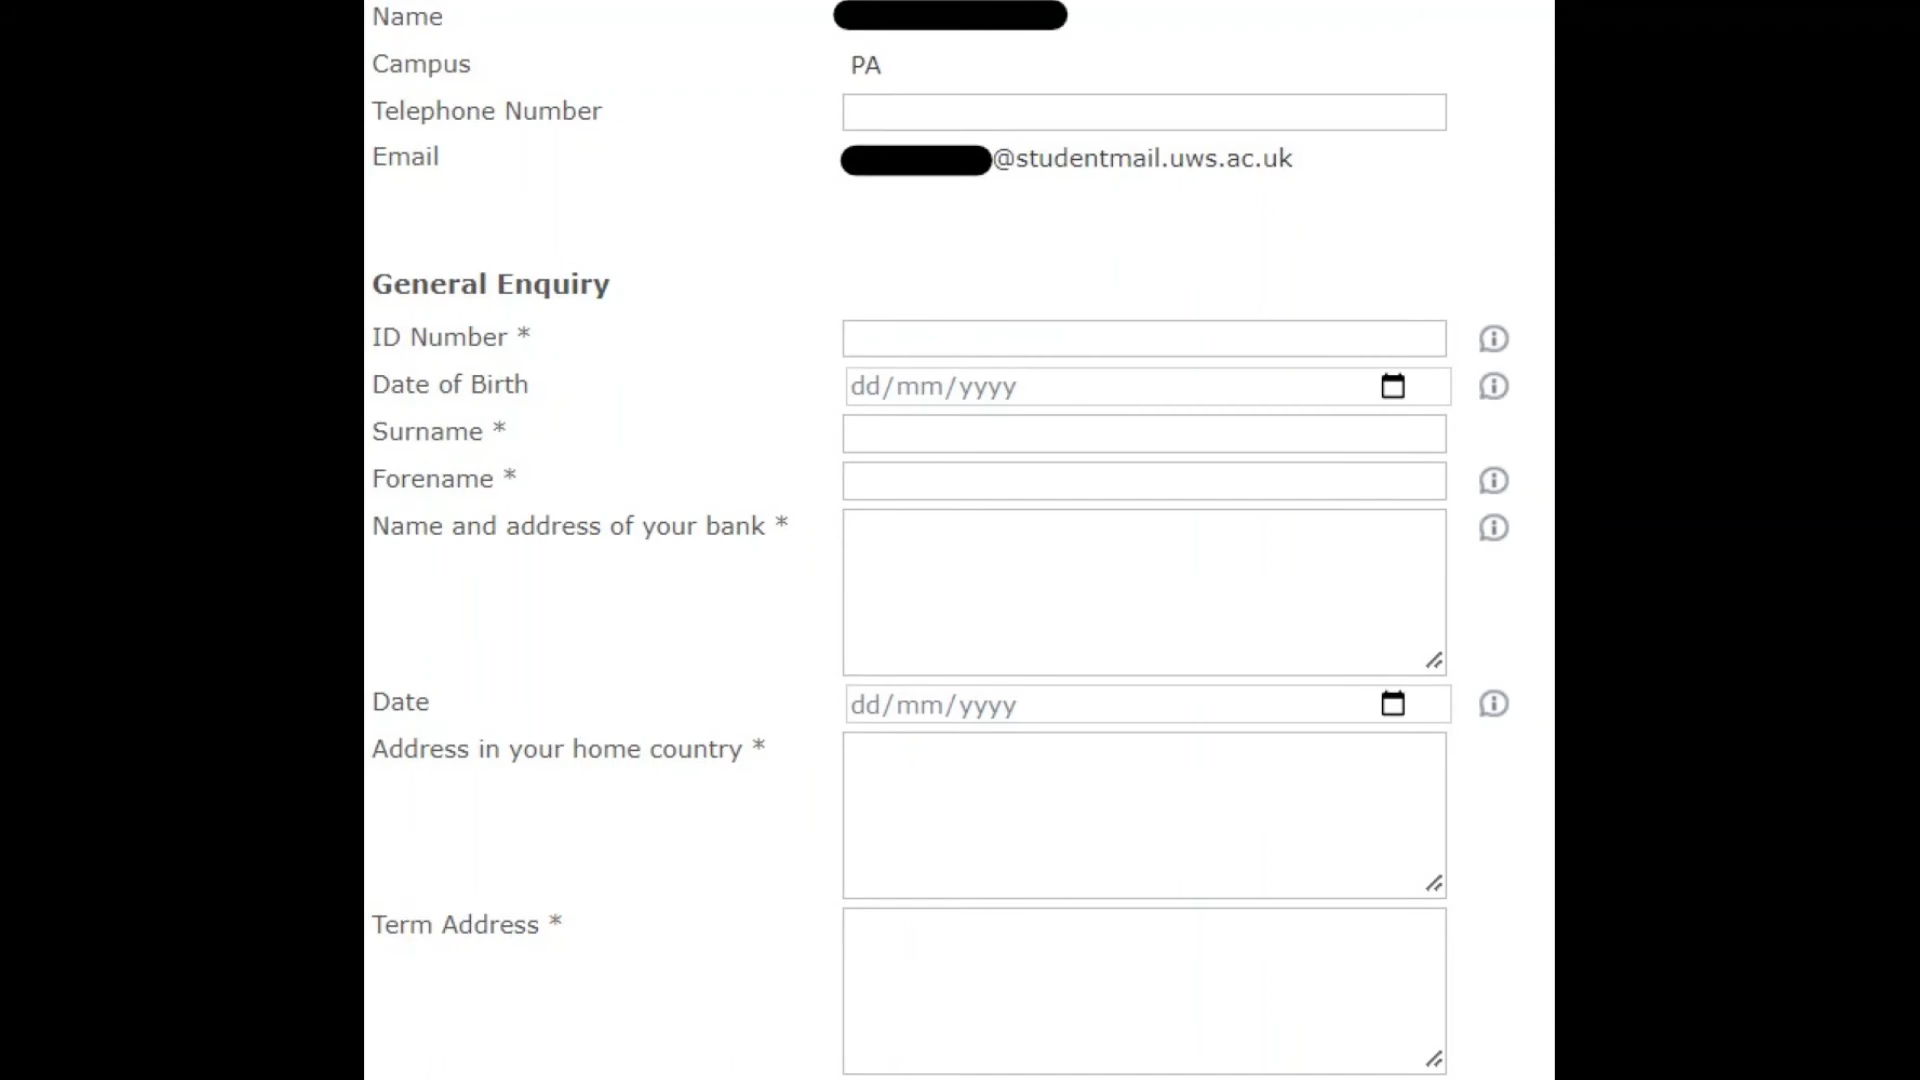 Name
Campus PA
Telephone Number
Email @studentmail.uws.ac.uk
General Enquiry
ID Number *
Date of Birth dd/mm/yyyy
Surname *
Forename *
Name and address of your bank *
Date dd/mm/yyyy
Address in your home country *
Term Address *